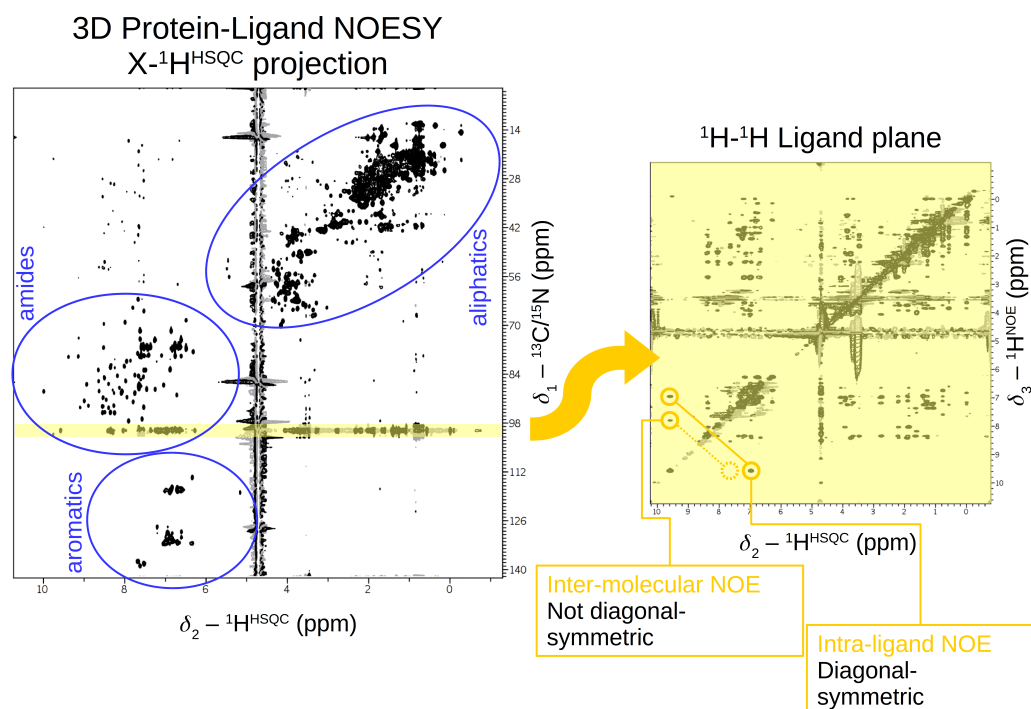 3D Protein-Ligand NOESY
X-¹H^HSQC projection
amides
aromatics
aliphatics
14
28
42
56
70
84
98
112
126
140
10
8
6
4
2
0
δ₁ – ¹³C/¹⁵N (ppm)
δ₂ – ¹H^HSQC (ppm)
¹H-¹H Ligand plane
0
1
2
3
4
5
6
7
8
9
10
10
9
8
7
6
5
4
3
2
1
0
δ₃ – ¹H^NOE (ppm)
δ₂ – ¹H^HSQC (ppm)
Inter-molecular NOE
Not diagonal-
symmetric
Intra-ligand NOE
Diagonal-
symmetric